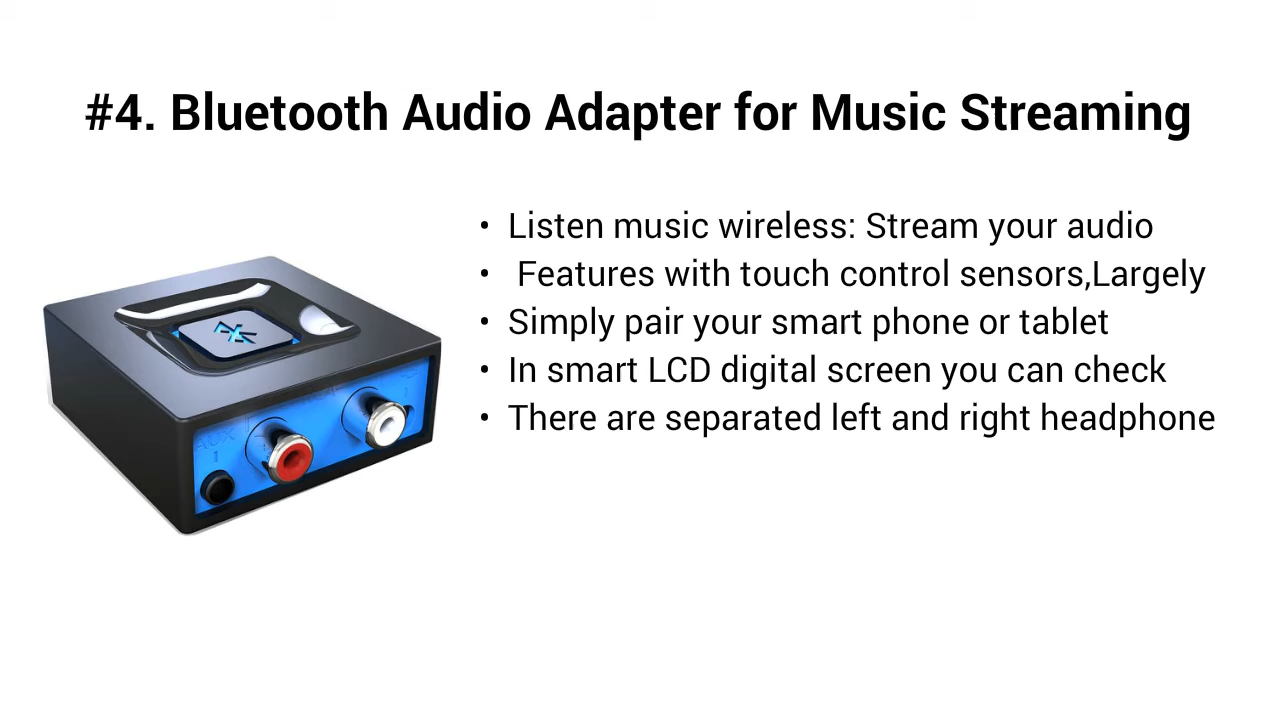 #4. Bluetooth Audio Adapter for Music Streaming
• Listen music wireless: Stream your audio
• Features with touch control sensors,Largely
• Simply pair your smart phone or tablet
• In smart LCD digital screen you can check
• There are separated left and right headphone
AUX